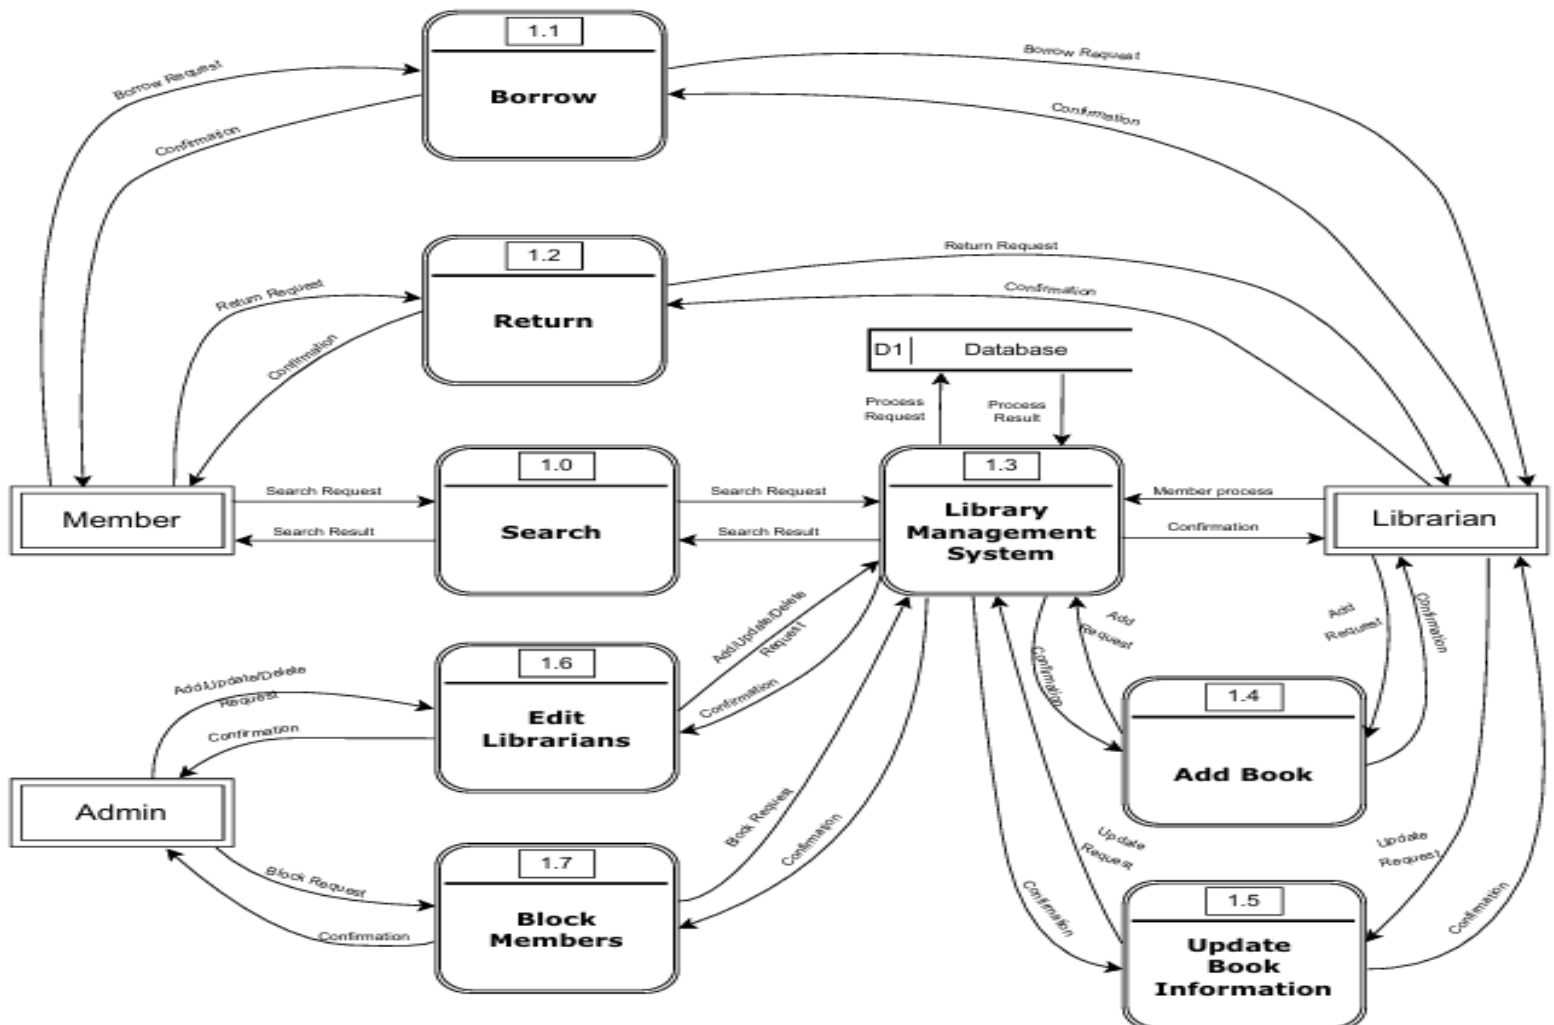 1.1
Borrow
Borrow Request
Confirmation
Borrow Request
Confirmation
1.2
Return
Return Request
Confirmation
Return Request
Confirmation
D1
Database
Process
Request
Process
Result
Member
Search Request
Search Result
1.0
Search
Search Request
Search Result
1.3
Library
Management
System
Member process
Confirmation
Librarian
Add/Update/Delete
Request
Confirmation
1.6
Edit
Librarians
Add/Update/Delete
Request
Confirmation
Admin
Block Request
Confirmation
1.7
Block
Members
Block Request
Confirmation
Add
Request
Confirmation
Add
Request
Confirmation
1.4
Add Book
Update
Request
Confirmation
Update
Request
Confirmation
1.5
Update
Book
Information